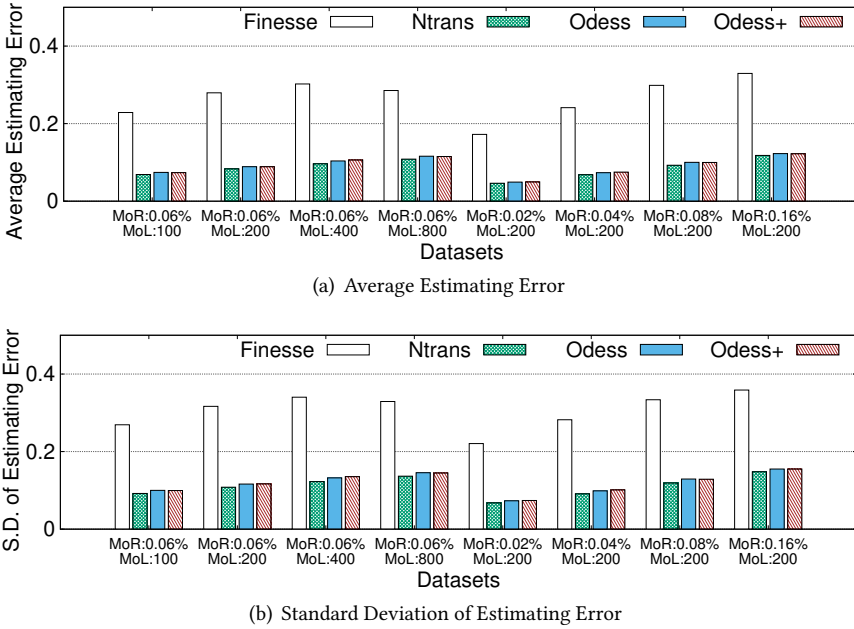 Finesse Ntrans Odess Odess+
Average Estimating Error
0.4
0.2
0
MoR:0.06% MoR:0.06% MoR:0.06% MoR:0.06% MoR:0.02% MoR:0.04% MoR:0.08% MoR:0.16%
MoL:100 MoL:200 MoL:400 MoL:800 MoL:200 MoL:200 MoL:200 MoL:200
Datasets
(a) Average Estimating Error
Finesse Ntrans Odess Odess+
S.D. of Estimating Error
0.4
0.2
0
MoR:0.06% MoR:0.06% MoR:0.06% MoR:0.06% MoR:0.02% MoR:0.04% MoR:0.08% MoR:0.16%
MoL:100 MoL:200 MoL:400 MoL:800 MoL:200 MoL:200 MoL:200 MoL:200
Datasets
(b) Standard Deviation of Estimating Error